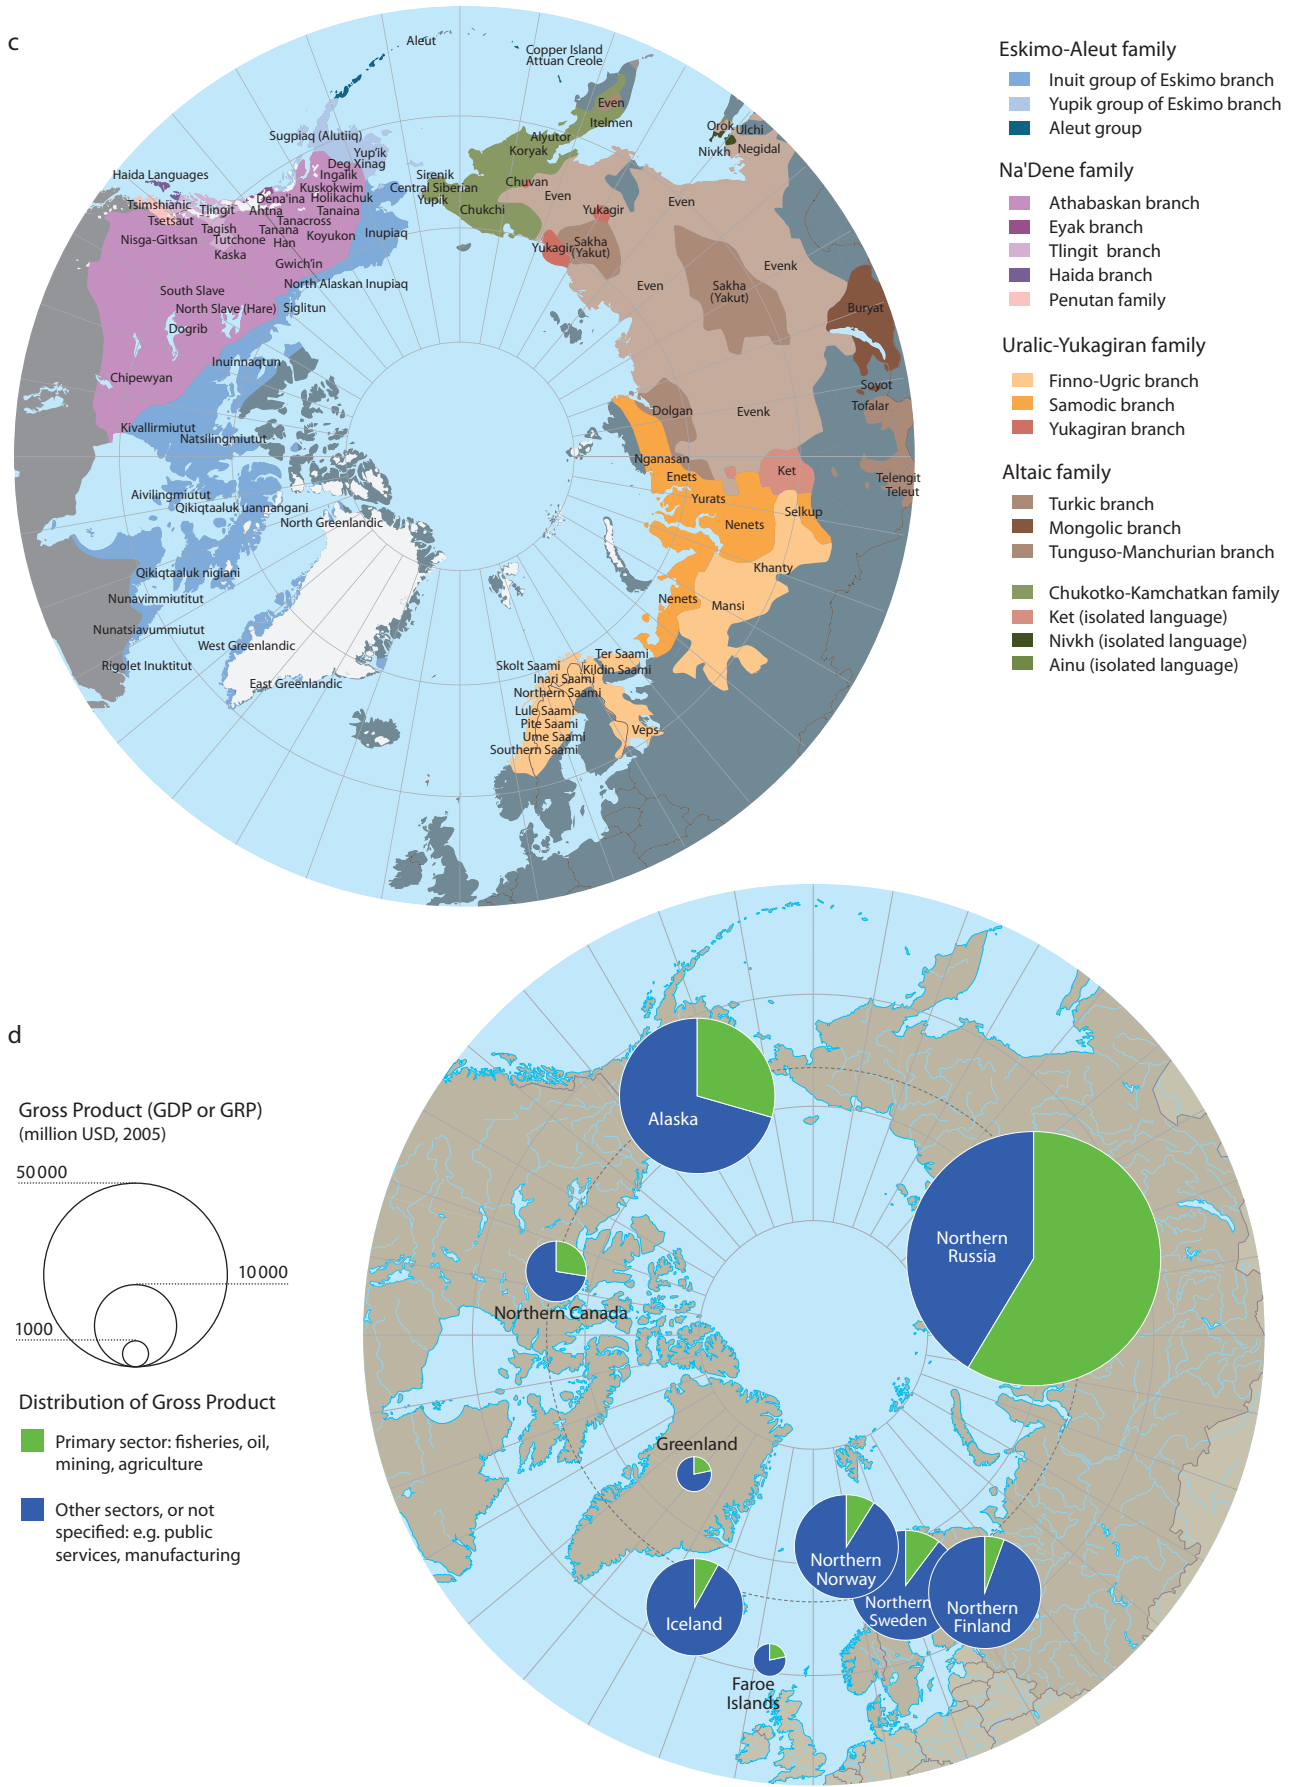 c
Aleut
Copper Island
Attuan Creole
Even
Itelmen
Alyutor
Koryak
Orok
Ulchi
Nivkh
Negidal
Sugpiaq (Alutiiq)
Yup'ik
Deg Xinag
Ingalik
Kuskokwim
Holikachuk
Haida Languages
Tsimshianic
Tlingit
Dena'ina
Ahtna
Tanaina
Tanacross
Tsetsaut
Tagish
Tanana
Nisga-Gitksan
Tutchone
Han
Koyukon
Inupiaq
Kaska
Gwich'in
North Alaskan Inupiaq
Sirenik
Central Siberian
Yupik
Chukchi
Chuvan
Even
Yukagir
Even
Yukagir
Sakha
(Yakut)
Even
Evenk
Sakha
(Yakut)
Buryat
South Slave
North Slave (Hare)
Siglitun
Dogrib
Inuinnaqtun
Chipewyan
Soyot
Tofalar
Dolgan
Evenk
Kivallirmiutut
Natsilingmiutut
Nganasan
Ket
Enets
Telengit
Teleut
Aivilingmiutut
Qikiqtaaluk uannangani
Yurats
Selkup
North Greenlandic
Nenets
Qikiqtaaluk nigiani
Khanty
Nunavimmiutitut
Nenets
Mansi
Nunatsiavummiutut
West Greenlandic
Rigolet Inuktitut
East Greenlandic
Ter Saami
Skolt Saami
Kildin Saami
Inari Saami
Northern Saami
Lule Saami
Pite Saami
Ume Saami
Southern Saami
Veps
Eskimo-Aleut family
Inuit group of Eskimo branch
Yupik group of Eskimo branch
Aleut group
Na'Dene family
Athabaskan branch
Eyak branch
Tlingit branch
Haida branch
Penutan family
Uralic-Yukagiran family
Finno-Ugric branch
Samodic branch
Yukagiran branch
Altaic family
Turkic branch
Mongolic branch
Tunguso-Manchurian branch
Chukotko-Kamchatkan family
Ket (isolated language)
Nivkh (isolated language)
Ainu (isolated language)
d
Gross Product (GDP or GRP)
(million USD, 2005)
50 000
10 000
1000
Distribution of Gross Product
Primary sector: fisheries, oil,
mining, agriculture
Other sectors, or not
specified: e.g. public
services, manufacturing
Alaska
Northern
Russia
Northern Canada
Greenland
Northern
Norway
Northern
Sweden
Northern
Finland
Iceland
Faroe
Islands